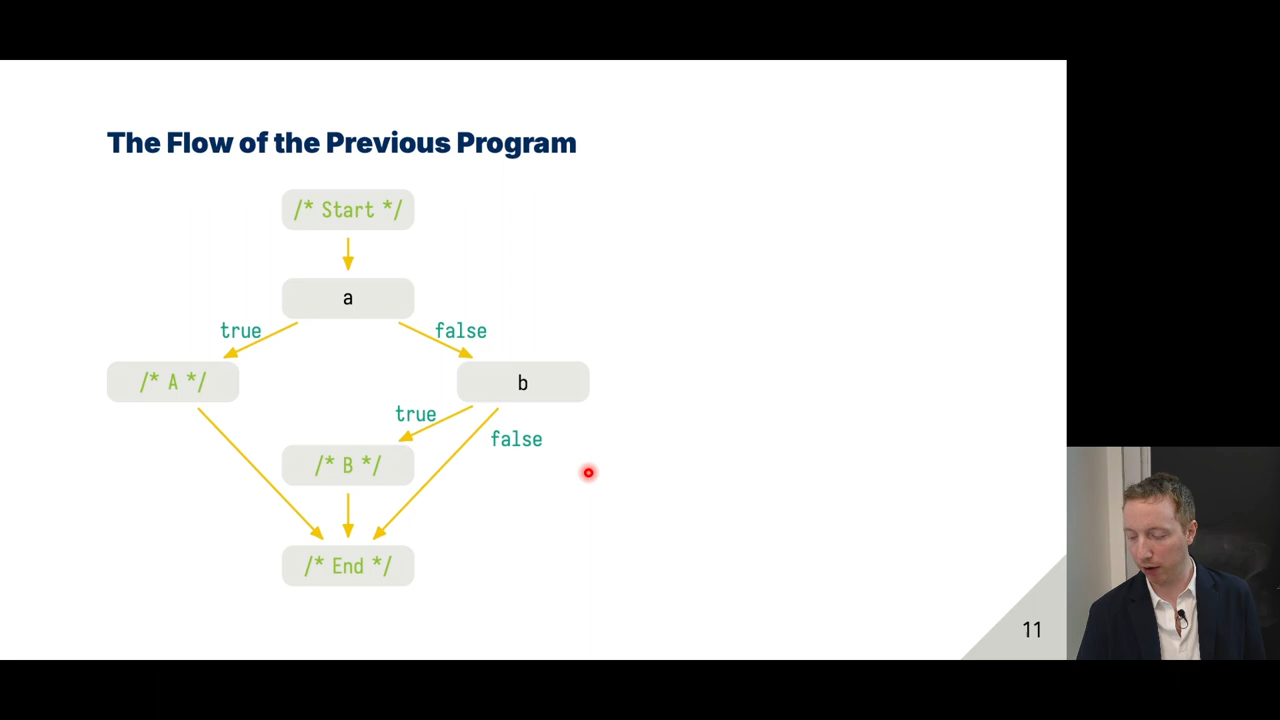 The Flow of the Previous Program
/* Start */
a
true
false
/* A */
b
true
false
/* B */
/* End */
11